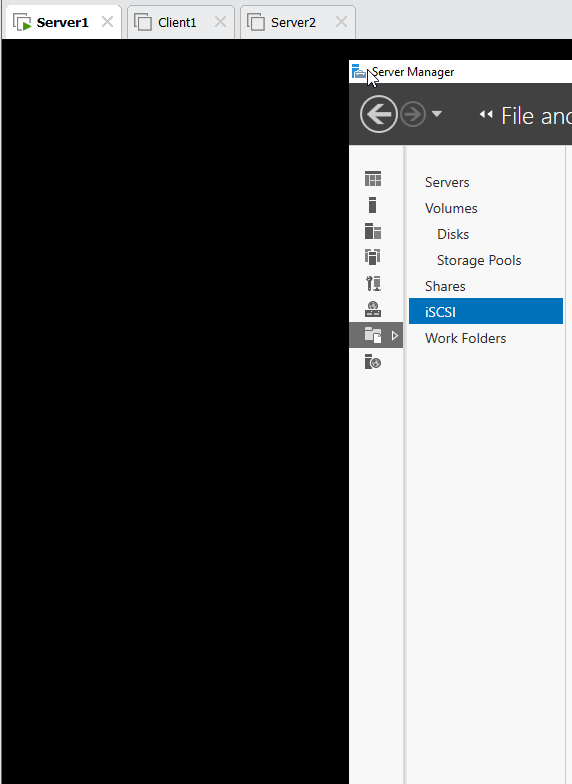 Server1
Client1
Server2
Server Manager
File and
Servers
Volumes
Disks
Storage Pools
Shares
iSCSI
Work Folders